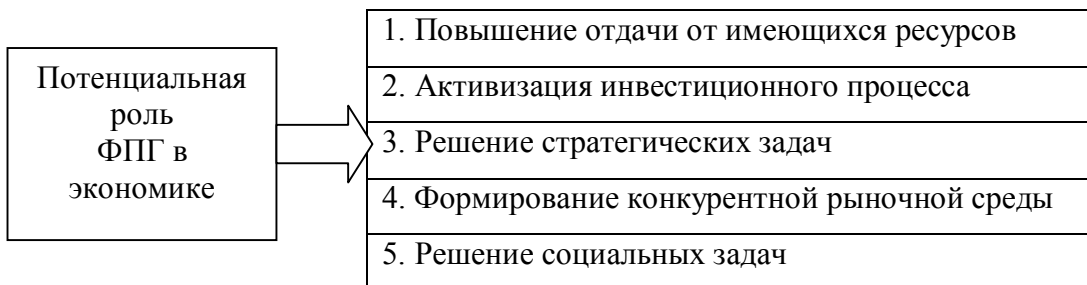 Потенциальная
роль
ФПГ в
экономике
1. Повышение отдачи от имеющихся ресурсов
2. Активизация инвестиционного процесса
3. Решение стратегических задач
4. Формирование конкурентной рыночной среды
5. Решение социальных задач